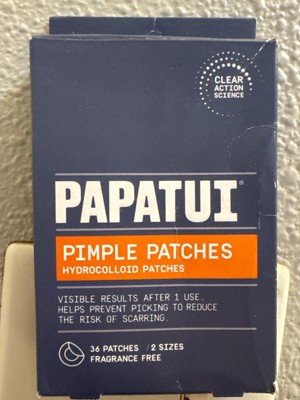 CLEAR
ACTION
SCIENCE
PAPATUI®
PIMPLE PATCHES
HYDROCOLLOID PATCHES
VISIBLE RESULTS AFTER 1 USE.
HELPS PREVENT PICKING TO REDUCE
THE RISK OF SCARRING.
36 PATCHES / 2 SIZES
FRAGRANCE FREE